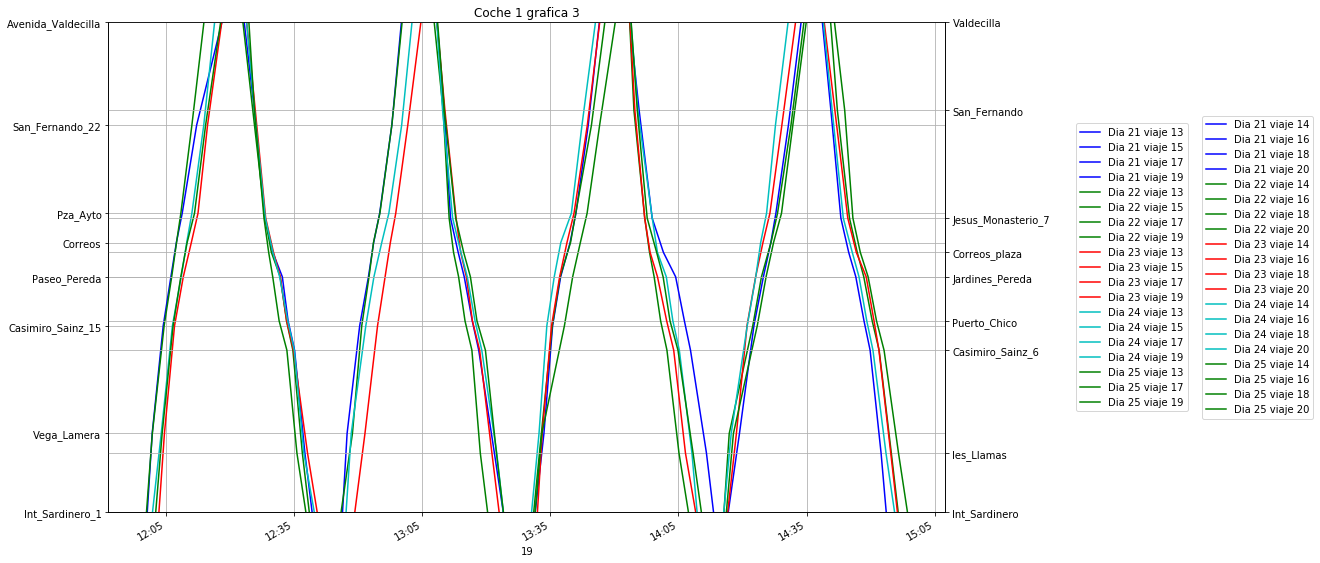 Coche 1 grafica 3
Avenida_Valdecilla
San_Fernando_22
Pza_Ayto
Correos
Paseo_Pereda
Casimiro_Sainz_15
Vega_Lamera
Int_Sardinero_1
Valdecilla
San_Fernando
Jesus_Monasterio_7
Correos_plaza
Jardines_Pereda
Puerto_Chico
Casimiro_Sainz_6
Ies_Llamas
Int_Sardinero
12:05
12:35
13:05
13:35
14:05
14:35
15:05
19
Dia 21 viaje 13
Dia 21 viaje 15
Dia 21 viaje 17
Dia 21 viaje 19
Dia 22 viaje 13
Dia 22 viaje 15
Dia 22 viaje 17
Dia 22 viaje 19
Dia 23 viaje 13
Dia 23 viaje 15
Dia 23 viaje 17
Dia 23 viaje 19
Dia 24 viaje 13
Dia 24 viaje 15
Dia 24 viaje 17
Dia 24 viaje 19
Dia 25 viaje 13
Dia 25 viaje 17
Dia 25 viaje 19
Dia 21 viaje 14
Dia 21 viaje 16
Dia 21 viaje 18
Dia 21 viaje 20
Dia 22 viaje 14
Dia 22 viaje 16
Dia 22 viaje 18
Dia 22 viaje 20
Dia 23 viaje 14
Dia 23 viaje 16
Dia 23 viaje 18
Dia 23 viaje 20
Dia 24 viaje 14
Dia 24 viaje 16
Dia 24 viaje 18
Dia 24 viaje 20
Dia 25 viaje 14
Dia 25 viaje 16
Dia 25 viaje 18
Dia 25 viaje 20